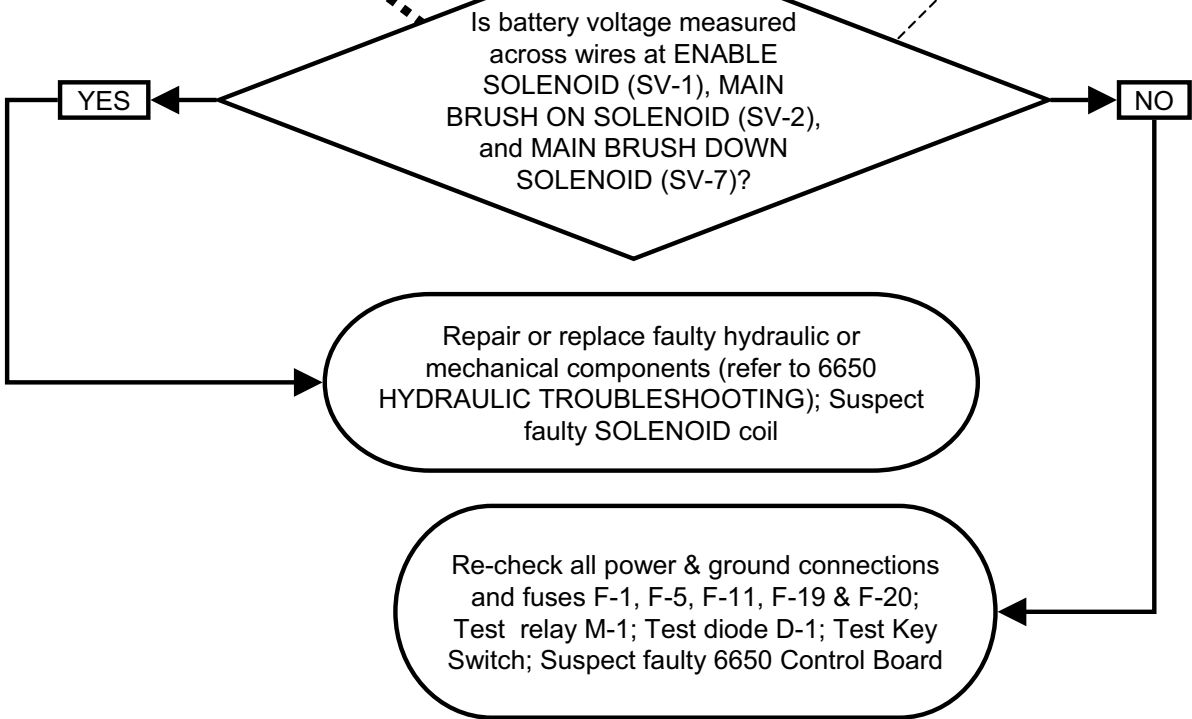 Is battery voltage measured
across wires at ENABLE
SOLENOID (SV-1), MAIN
BRUSH ON SOLENOID (SV-2),
and MAIN BRUSH DOWN
SOLENOID (SV-7)?
YES
NO
Repair or replace faulty hydraulic or
mechanical components (refer to 6650
HYDRAULIC TROUBLESHOOTING); Suspect
faulty SOLENOID coil
Re-check all power & ground connections
and fuses F-1, F-5, F-11, F-19 & F-20;
Test relay M-1; Test diode D-1; Test Key
Switch; Suspect faulty 6650 Control Board